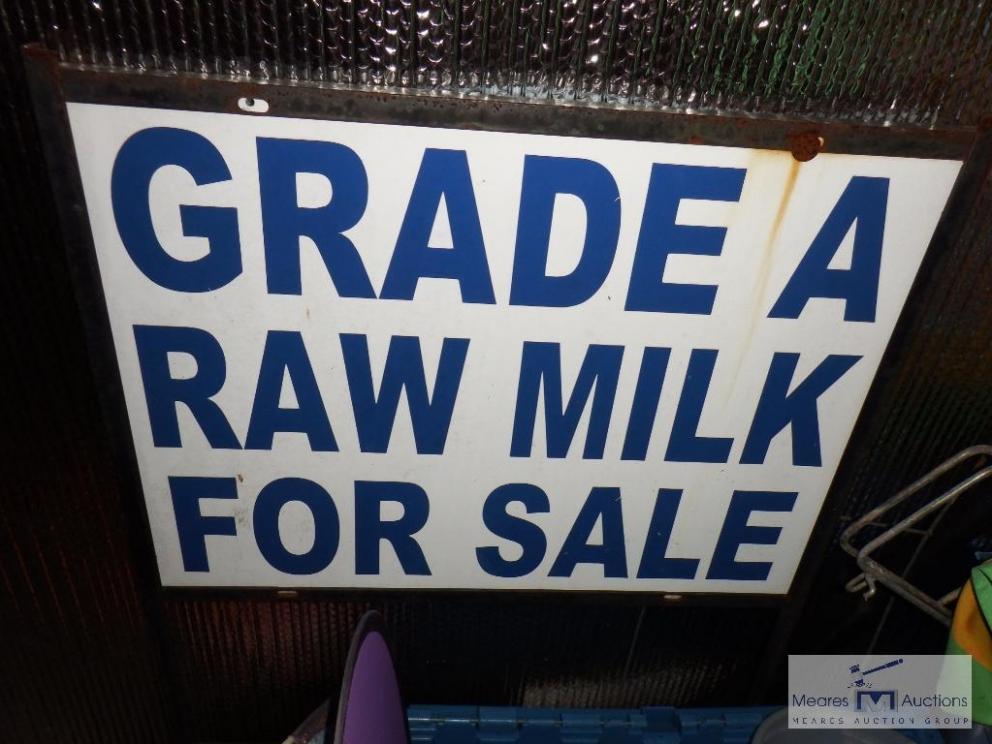 GRADE A
RAW MILK
FOR SALE
Meares M Auctions
MEARES AUCTION GROUP